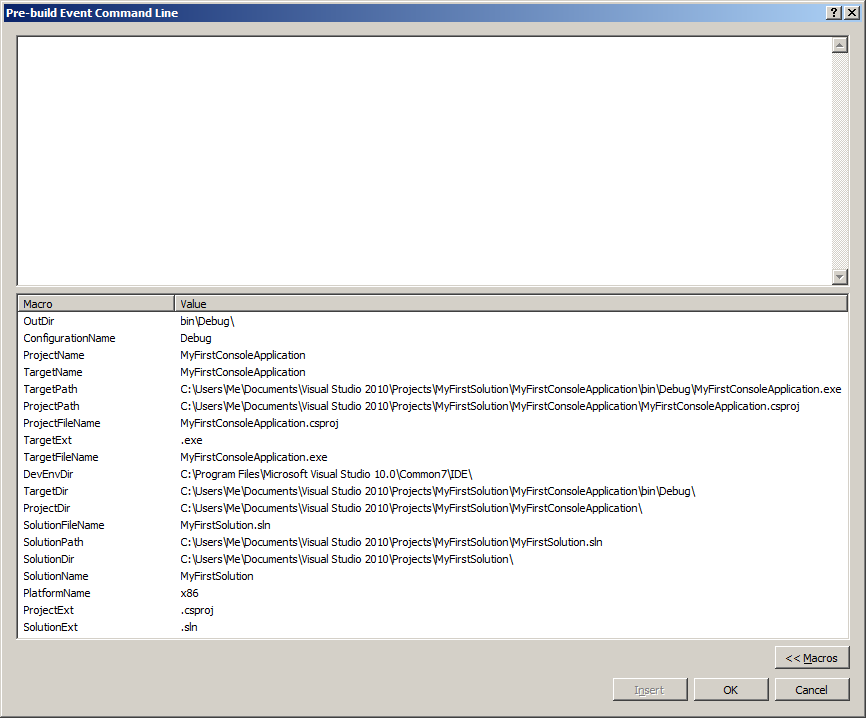 Pre-build Event Command Line
Macro Value
OutDir bin\Debug\
ConfigurationName Debug
ProjectName MyFirstConsoleApplication
TargetName MyFirstConsoleApplication
TargetPath C:\Users\Me\Documents\Visual Studio 2010\Projects\MyFirstSolution\MyFirstConsoleApplication\bin\Debug\MyFirstConsoleApplication.exe
ProjectPath C:\Users\Me\Documents\Visual Studio 2010\Projects\MyFirstSolution\MyFirstConsoleApplication\MyFirstConsoleApplication.csproj
ProjectFileName MyFirstConsoleApplication.csproj
TargetExt .exe
TargetFileName MyFirstConsoleApplication.exe
DevEnvDir C:\Program Files\Microsoft Visual Studio 10.0\Common7\IDE\
TargetDir C:\Users\Me\Documents\Visual Studio 2010\Projects\MyFirstSolution\MyFirstConsoleApplication\bin\Debug\
ProjectDir C:\Users\Me\Documents\Visual Studio 2010\Projects\MyFirstSolution\MyFirstConsoleApplication\
SolutionFileName MyFirstSolution.sln
SolutionPath C:\Users\Me\Documents\Visual Studio 2010\Projects\MyFirstSolution\MyFirstSolution.sln
SolutionDir C:\Users\Me\Documents\Visual Studio 2010\Projects\MyFirstSolution\
SolutionName MyFirstSolution
PlatformName x86
ProjectExt .csproj
SolutionExt .sln
<< Macros
Insert OK Cancel